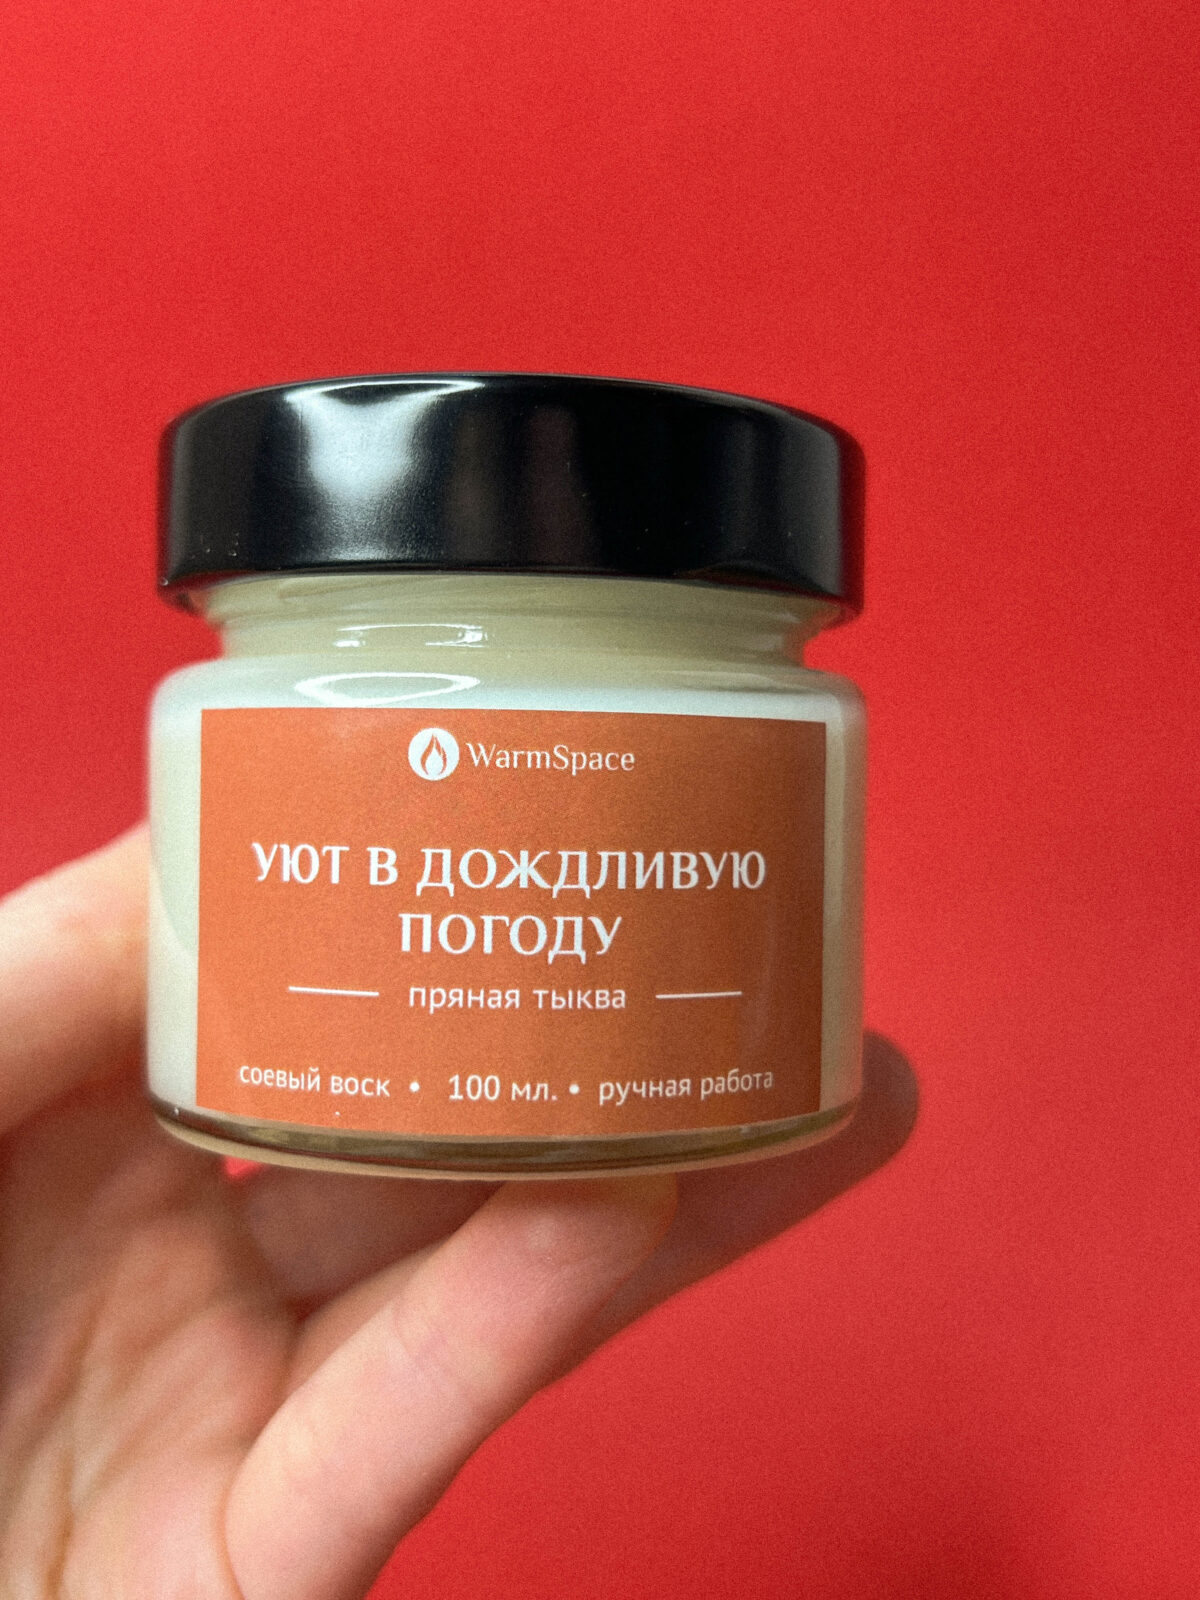 WarmSpace
УЮТ В ДОЖДЛИВУЮ
ПОГОДУ
пряная тыква
соевый воск • 100 мл. • ручная работа